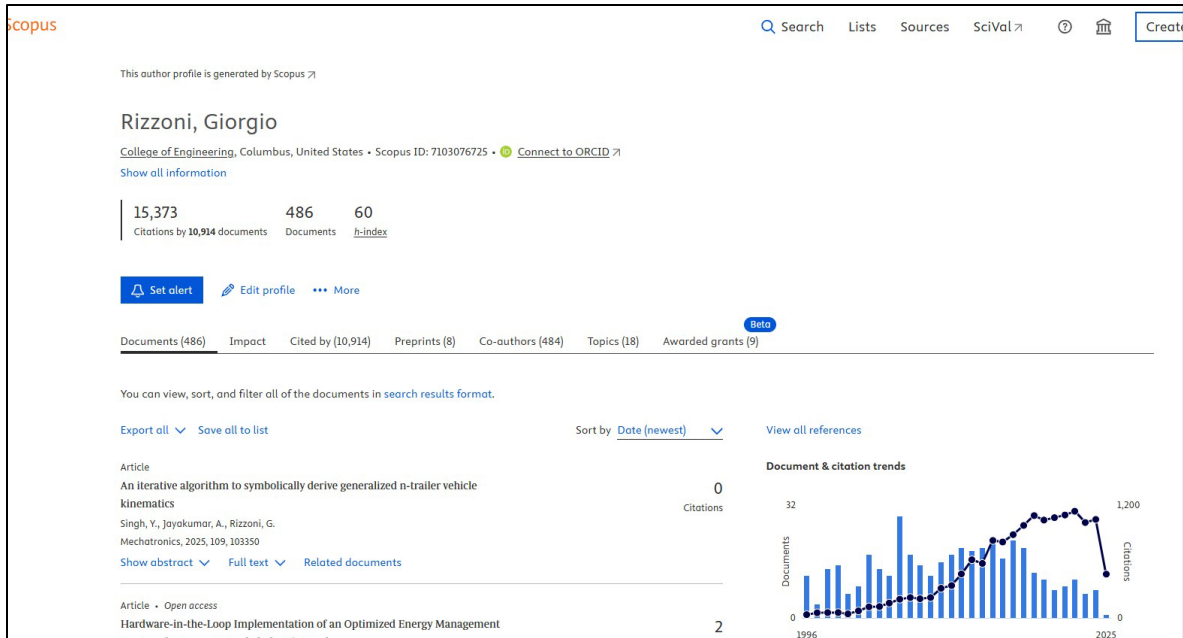 Scopus
Search Lists Sources SciVal Create
This author profile is generated by Scopus
Rizzoni, Giorgio
College of Engineering, Columbus, United States • Scopus ID: 7103076725 • iD Connect to ORCID
Show all information
15,373 486 60
Citations by 10,914 documents Documents h-index
Set alert Edit profile ••• More
Beta
Documents (486) Impact Cited by (10,914) Preprints (8) Co-authors (484) Topics (18) Awarded grants (9)
You can view, sort, and filter all of the documents in search results format.
Export all Save all to list Sort by Date (newest) View all references
Article
An iterative algorithm to symbolically derive generalized n-trailer vehicle
kinematics
0
Citations
Singh, Y., Jayakumar, A., Rizzoni, G.
Mechatronics, 2025, 109, 103350
Show abstract Full text Related documents
Article • Open access
Hardware-in-the-Loop Implementation of an Optimized Energy Management
2
Document & citation trends
32 1,200
Documents
Citations
0 0
1996 2025